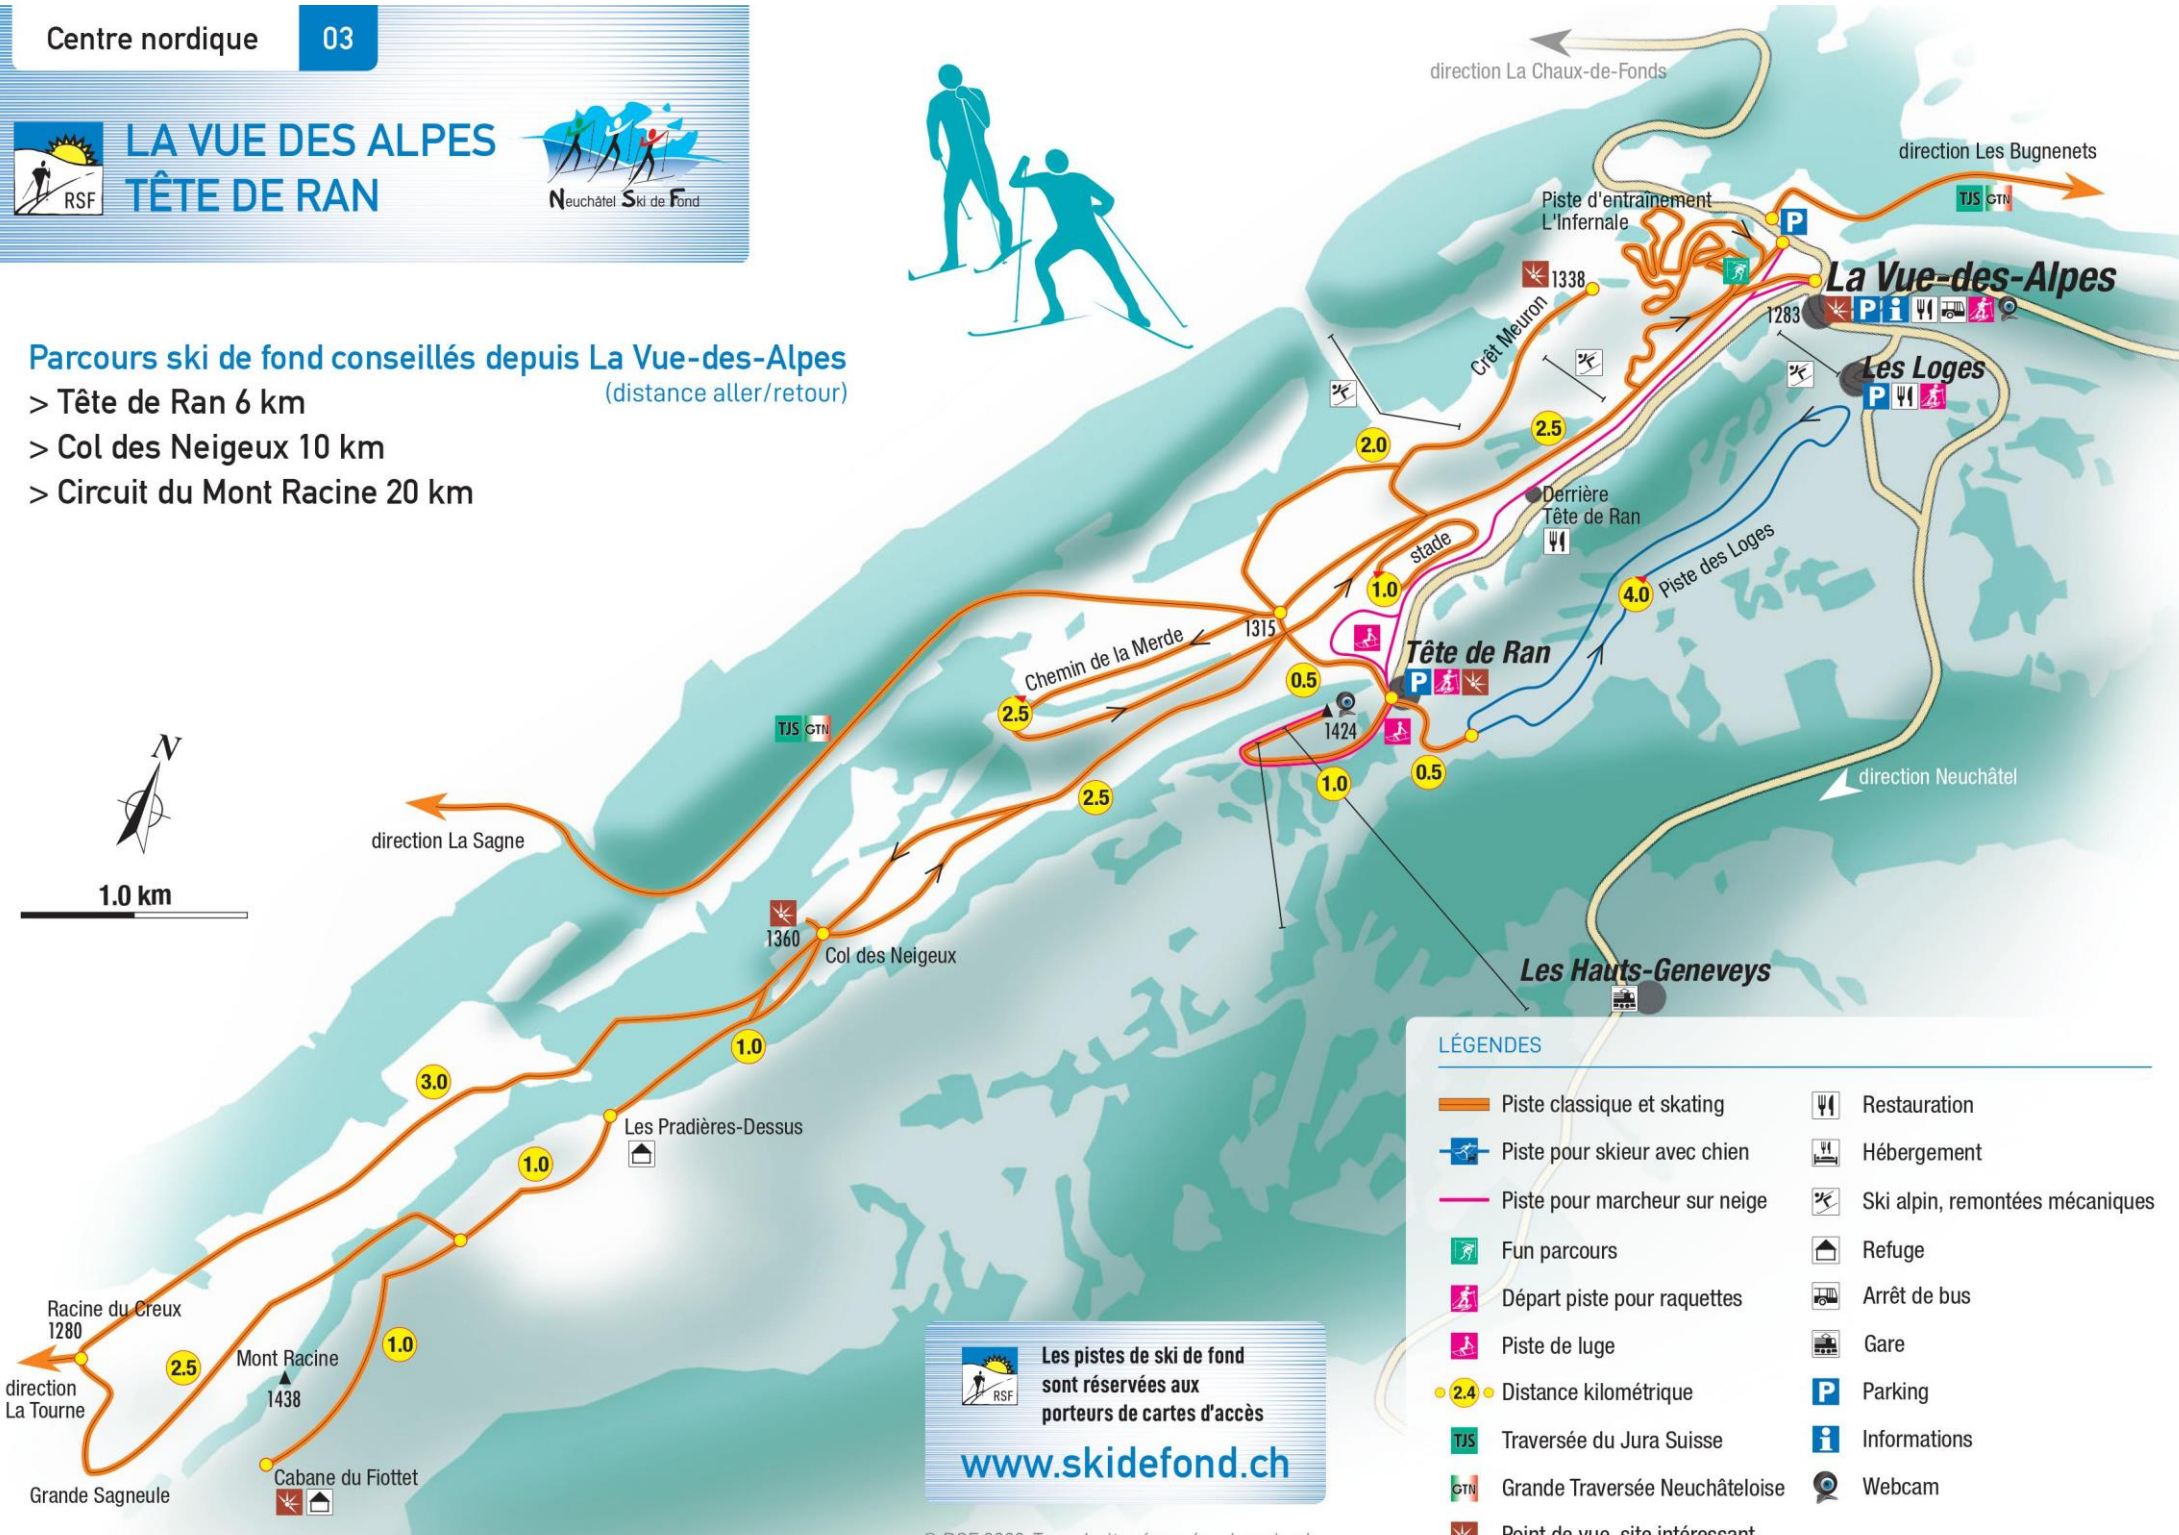 Centre nordique 03
RSF
LA VUE DES ALPES
TÊTE DE RAN
Neuchâtel Ski de Fond
Parcours ski de fond conseillés depuis La Vue-des-Alpes
(distance aller/retour)
> Tête de Ran 6 km
> Col des Neigeux 10 km
> Circuit du Mont Racine 20 km
direction La Chaux-de-Fonds
direction Les Bugnenets
TJS GTN
Piste d'entraînement
L'Infernale
P
1338
Crêt Meuron
La Vue-des-Alpes
1283
P i
Les Loges
P
2.0
2.5
Derrière
Tête de Ran
stade
1.0
4.0
Piste des Loges
1315
Chemin de la Merde
2.5
Tête de Ran
P
0.5
1424
1.0
0.5
TJS GTN
2.5
direction Neuchâtel
N
1.0 km
direction La Sagne
1360
Col des Neigeux
Les Hauts-Geneveys
1.0
3.0
Les Pradières-Dessus
1.0
Racine du Creux
1280
direction
La Tourne
2.5
Mont Racine
1438
1.0
Cabane du Fiottet
Grande Sagneule
RSF
Les pistes de ski de fond
sont réservées aux
porteurs de cartes d'accès
www.skidefond.ch
LÉGENDES
Piste classique et skating
Piste pour skieur avec chien
Piste pour marcheur sur neige
Fun parcours
Départ piste pour raquettes
Piste de luge
2.4 Distance kilométrique
TJS Traversée du Jura Suisse
GTN Grande Traversée Neuchâteloise
Point de vue, site intéressant
Restauration
Hébergement
Ski alpin, remontées mécaniques
Refuge
Arrêt de bus
Gare
P Parking
i Informations
Webcam